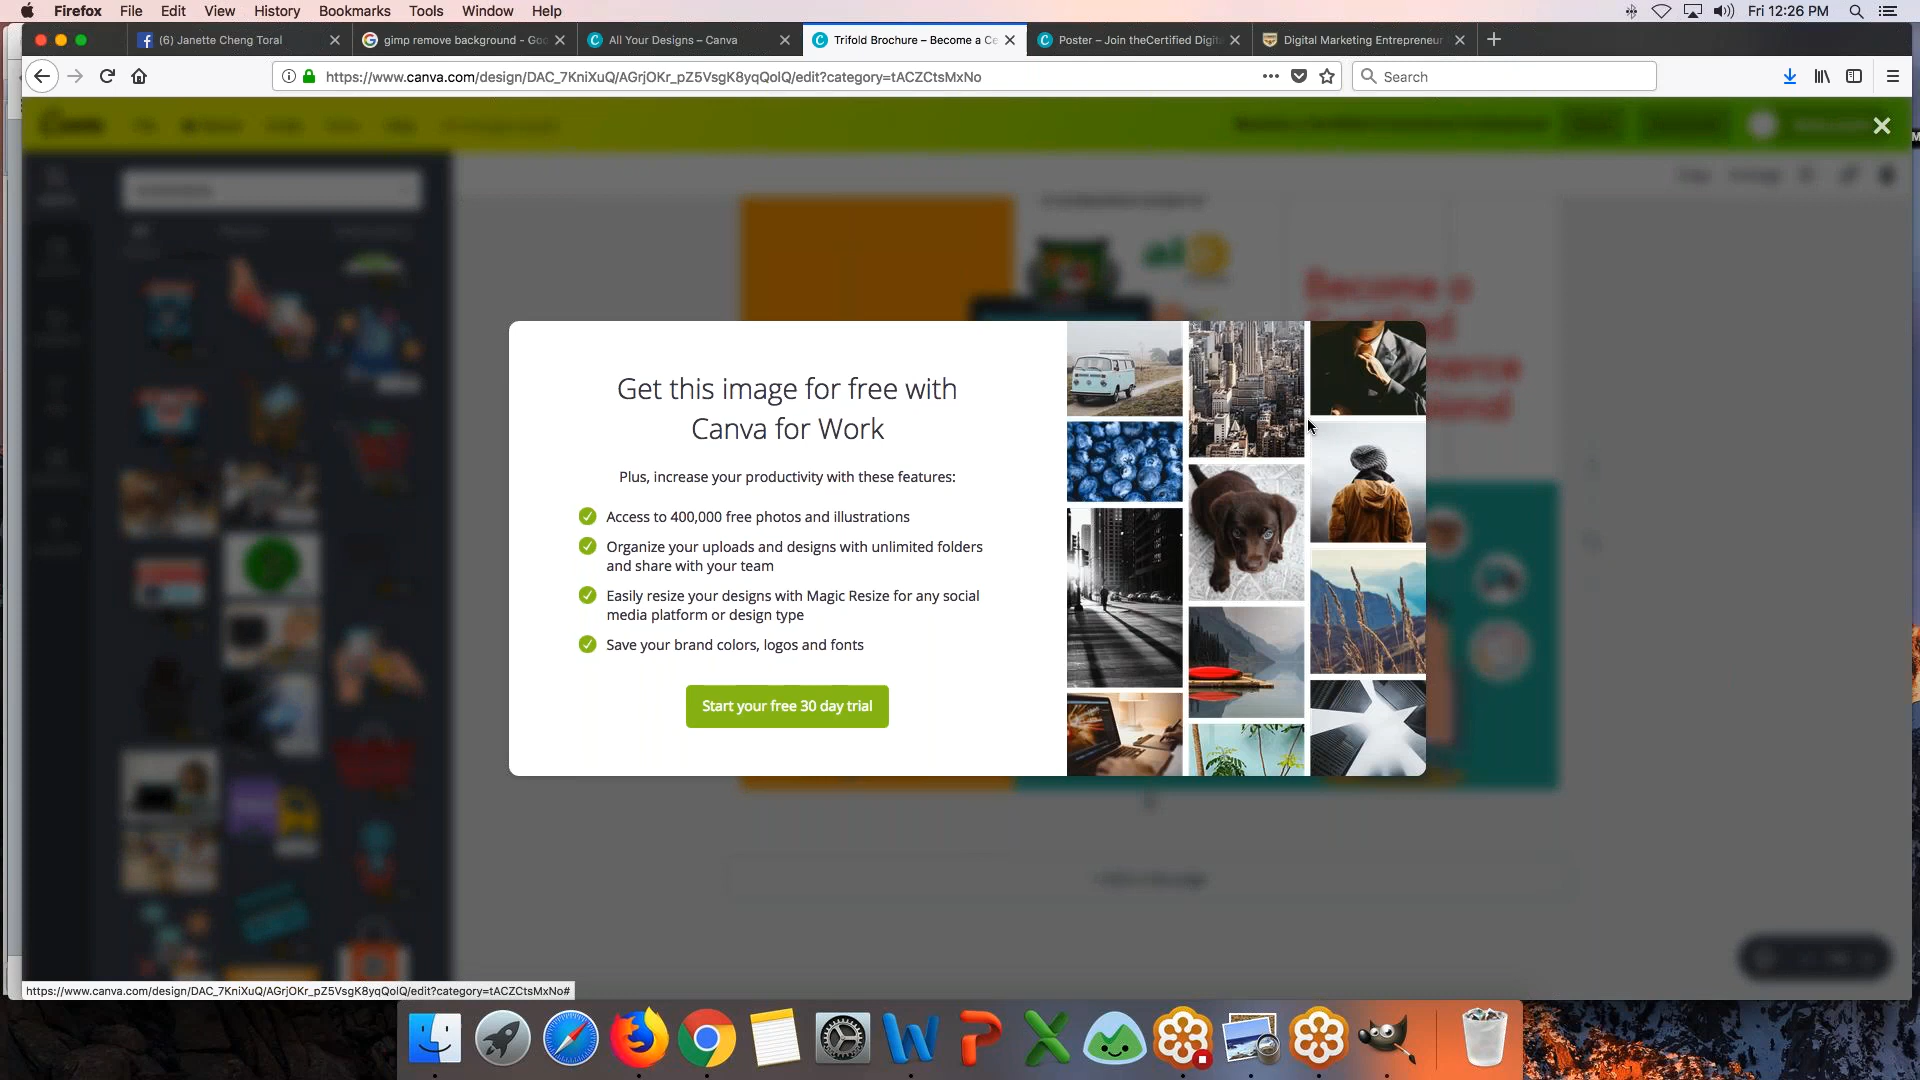 Firefox File Edit View History Bookmarks Tools Window Help Fri 12:26 PM
(6) Janette Cheng Toral gimp remove background - Goo All Your Designs – Canva Trifold Brochure – Become a Ce Poster – Join theCertified Digit Digital Marketing Entrepreneur
https://www.canva.com/design/DAC_7KniXuQ/AGrjOKr_pZ5VsgK8yqQolQ/edit?category=tACZCtsMxNo Search
Become a
Get this image for free with
Canva for Work
Plus, increase your productivity with these features:
Access to 400,000 free photos and illustrations
Organize your uploads and designs with unlimited folders
and share with your team
Easily resize your designs with Magic Resize for any social
media platform or design type
Save your brand colors, logos and fonts
Start your free 30 day trial
https://www.canva.com/design/DAC_7KniXuQ/AGrjOKr_pZ5VsgK8yqQolQ/edit?category=tACZCtsMxNo#